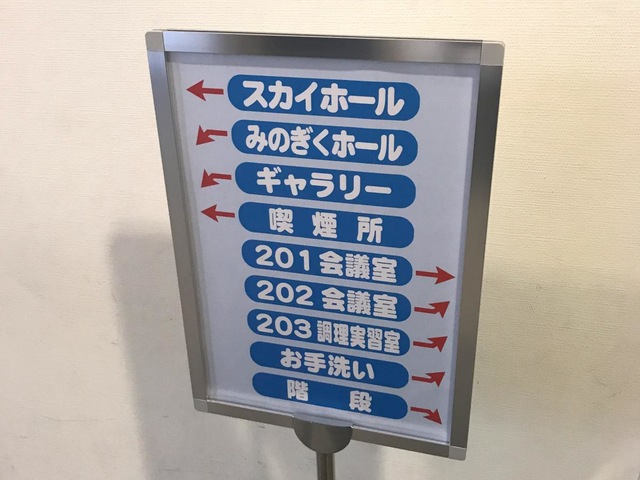 スカイホール
みのぎくホール
ギャラリー
喫煙所
201会議室
202会議室
203調理実習室
お手洗い
階段